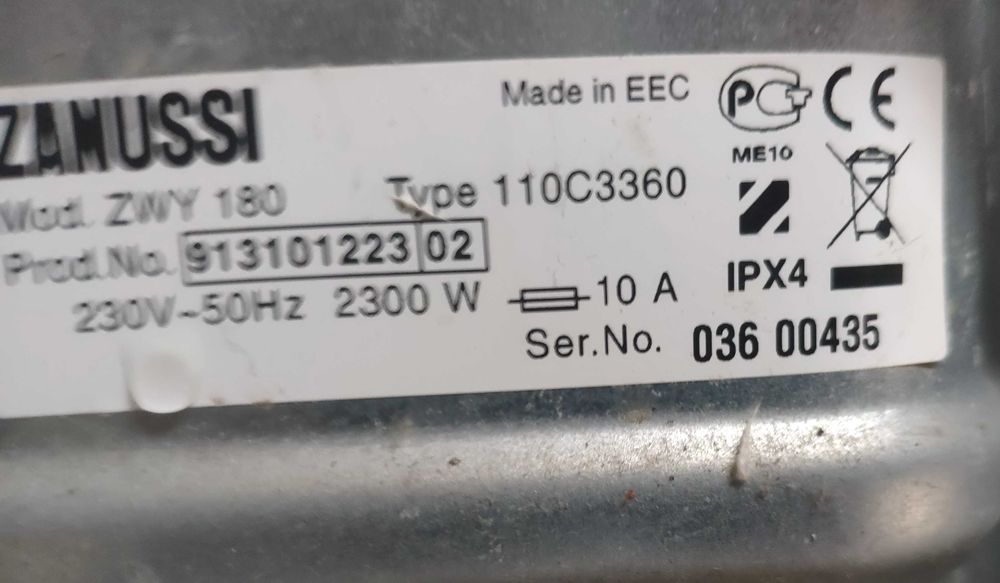 ZANUSSI
Made in EEC
PCT CE
Mod. ZWY 180
Type 110C3360
ME10
Prod.No. 913101223 02
230V~50Hz 2300 W
10 A
IPX4
Ser.No. 036 00435